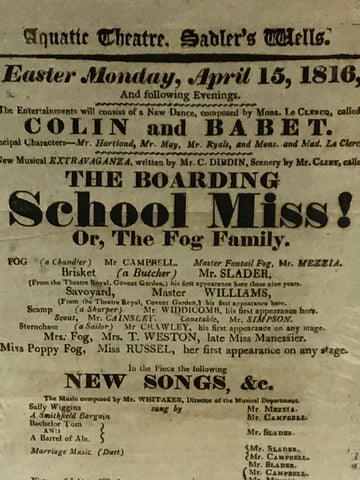 Aquatic Theatre, Sadler's Wells.
Easter Monday, April 15, 1816,
And following Evenings.
The Entertainments will consist of a New Dance, composed by Mons. Le Clercq, called
COLIN and BABET.
cipal Characters—Mr. Hartland, Mr. May, Mr. Ryals, and Mons. and Mad. Le Clerc
New Musical EXTRAVAGANZA, written by Mr. C. DIBDIN, Scenery by Mr. CLINT, calle
THE BOARDING
School Miss!
Or, The Fog Family.
FOG (a Chandler) Mr CAMPBELL. Master Fantail Fog, Mr. MEZZIA.
Brisket (a Butcher) Mr. SLADER,
(From the Theatre Royal, Covent Garden,) his first appearance here these nine years.
Savoyard, Master WILLIAMS,
(From the Theatre Royal, Covent Garden,) his first appearance here.
Scamp (a Sharper) Mr. WIDDICOMB, his first appearance here.
Scout, Mr. CAINSLEY. Constable, Mr. SIMPSON.
Sternchase (a Sailor) Mr CRAWLEY, his first appearance on any stage.
Mrs. Fog, Mrs. T. WESTON, late Miss Manessier.
Miss Poppy Fog, Miss RUSSEL, her first appearance on any stage.
In the Piece the following
NEW SONGS, &c.
The Music composed by Mr. WHITAKER, Director of the Musical Department.
Sally Wiggins sung by Mr. MEZZIA.
A Smithfield Bargain Mr. CAMPBELL.
Bachelor Tom
AND Mr. SLADER.
A Barrel of Ale.
Marriage Music (Duet) Mr. SLADER.
Mr. CAMPBELL.
Mr. SLADER.
Mr. CAMPBELL.